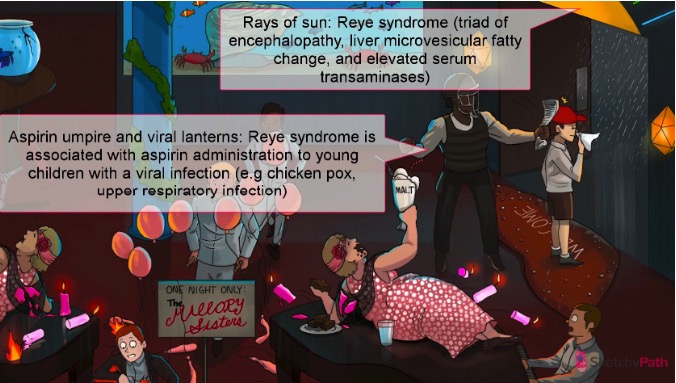 Rays of sun: Reye syndrome (triad of
encephalopathy, liver microvesicular fatty
change, and elevated serum
transaminases)
Aspirin umpire and viral lanterns: Reye syndrome is
associated with aspirin administration to young
children with a viral infection (e.g chicken pox,
upper respiratory infection)
MALT
WELCOME
ONE NIGHT ONLY:
The
Mallory
Sisters
SketchyPath